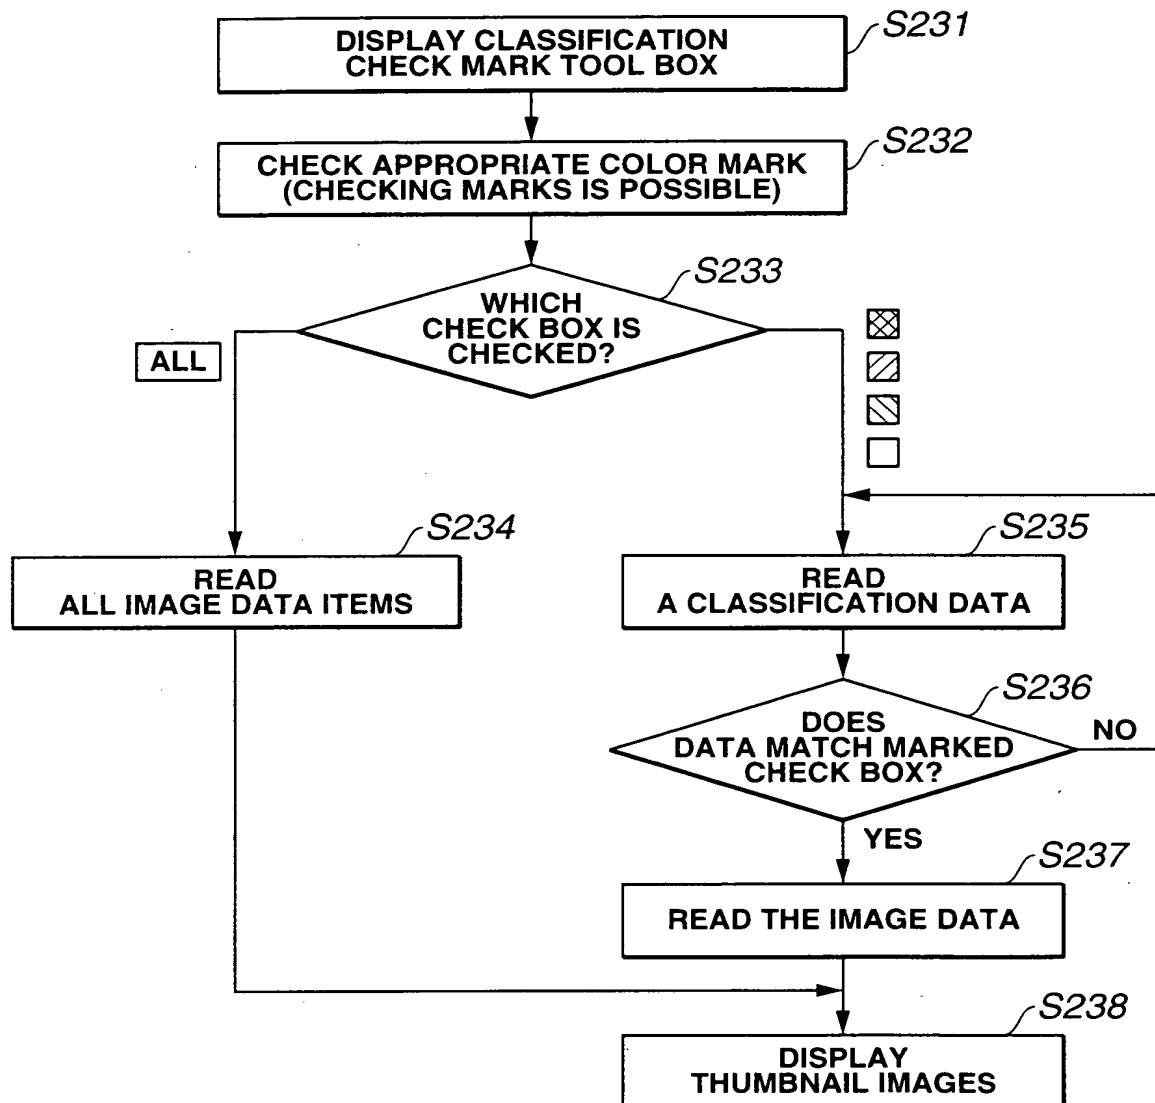 S231
DISPLAY CLASSIFICATION
CHECK MARK TOOL BOX
S232
CHECK APPROPRIATE COLOR MARK
(CHECKING MARKS IS POSSIBLE)
S233
WHICH
CHECK BOX IS
CHECKED?
ALL
S234
READ
ALL IMAGE DATA ITEMS
S235
READ
A CLASSIFICATION DATA
S236
DOES
DATA MATCH MARKED
CHECK BOX?
NO
YES
S237
READ THE IMAGE DATA
S238
DISPLAY
THUMBNAIL IMAGES